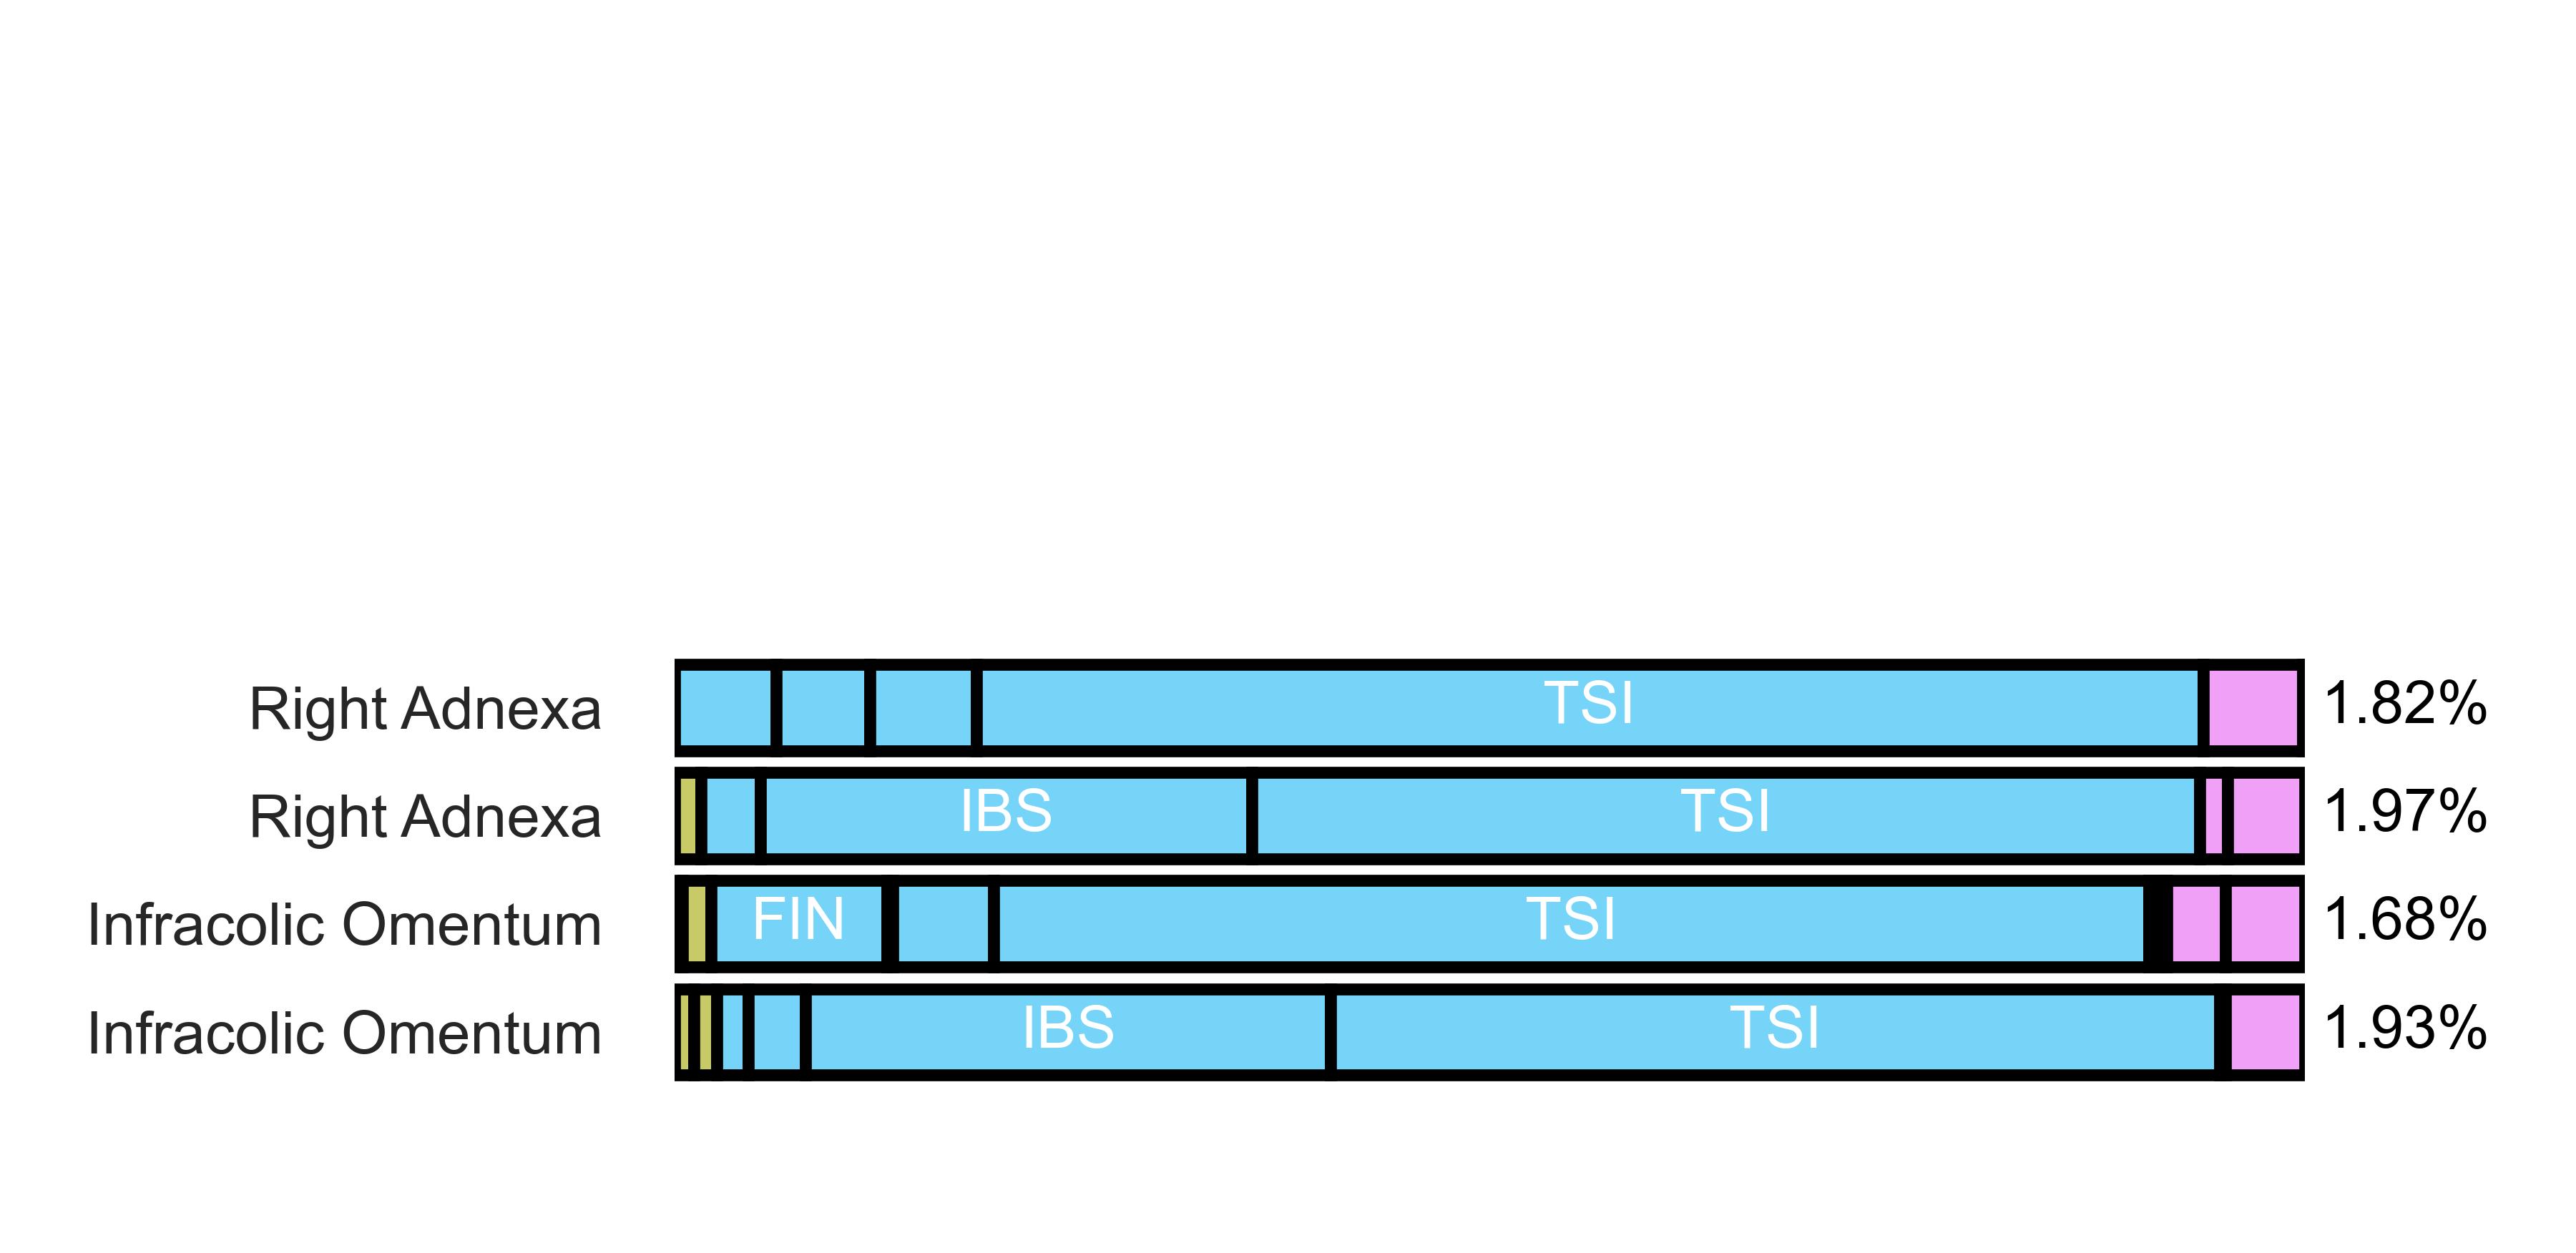 Right Adnexa TSI 1.82%
Right Adnexa IBS TSI 1.97%
Infracolic Omentum FIN TSI 1.68%
Infracolic Omentum IBS TSI 1.93%